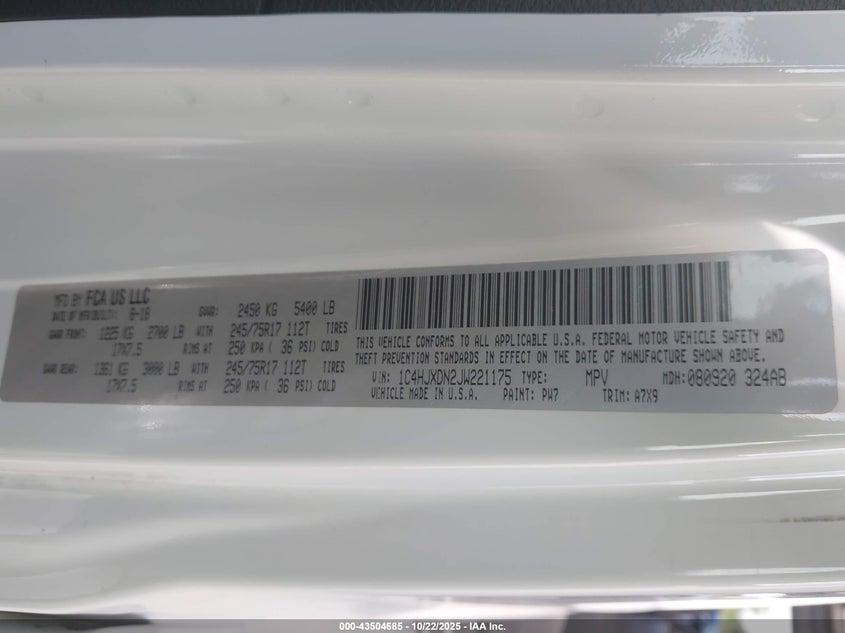 MFD BY FCA US LLC
DATE OF MFR(BUILT): 8-18 GVWR: 2450 KG 5400 LB
GAWR FRONT: 1225 KG 2700 LB WITH 245/75R17 112T TIRES
17X7.5 RIMS AT 250 KPA ( 36 PSI) COLD
GAWR REAR: 1361 KG 3000 LB WITH 245/75R17 112T TIRES
17X7.5 RIMS AT 250 KPA ( 36 PSI) COLD
THIS VEHICLE CONFORMS TO ALL APPLICABLE U.S.A. FEDERAL MOTOR VEHICLE SAFETY AND
THEFT PREVENTION STANDARDS IN EFFECT ON THE DATE OF MANUFACTURE SHOWN ABOVE.
VIN: 1C4HJXDN2JW221175 TYPE: MPV MDH: 080920 324AB
VEHICLE MADE IN U.S.A. PAINT: PW7 TRIM: A7X9
000-43504685 - 10/22/2025 - IAA Inc.